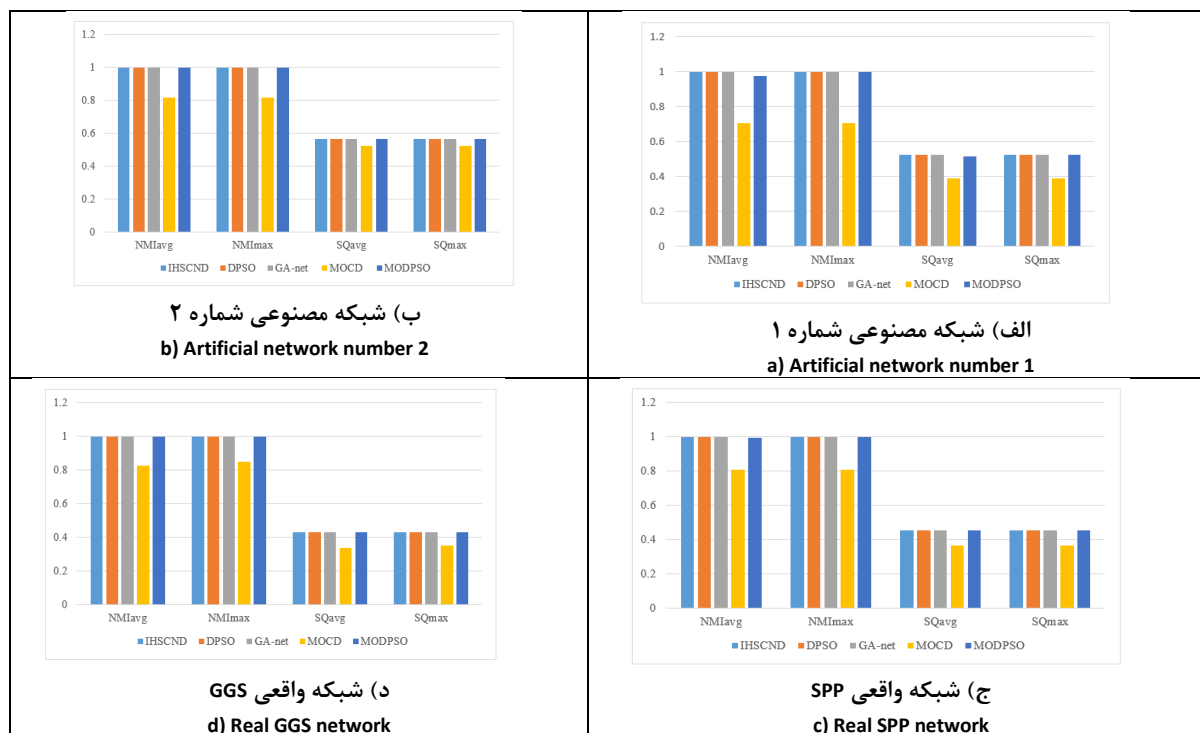 1.2
1
0.8
0.6
0.4
0.2
0
NMIavg NMImax SQavg SQmax
IHSCND DPSO GA-net MOCD MODPSO
الف) شبکه مصنوعی شماره ۱
a) Artificial network number 1
1.2
1
0.8
0.6
0.4
0.2
0
NMIavg NMImax SQavg SQmax
IHSCND DPSO GA-net MOCD MODPSO
ب) شبکه مصنوعی شماره ۲
b) Artificial network number 2
1.2
1
0.8
0.6
0.4
0.2
0
NMIavg NMImax SQavg SQmax
IHSCND DPSO GA-net MOCD MODPSO
ج) شبکه واقعی SPP
c) Real SPP network
1.2
1
0.8
0.6
0.4
0.2
0
NMIavg NMImax SQavg SQmax
IHSCND DPSO GA-net MOCD MODPSO
د) شبکه واقعی GGS
d) Real GGS network